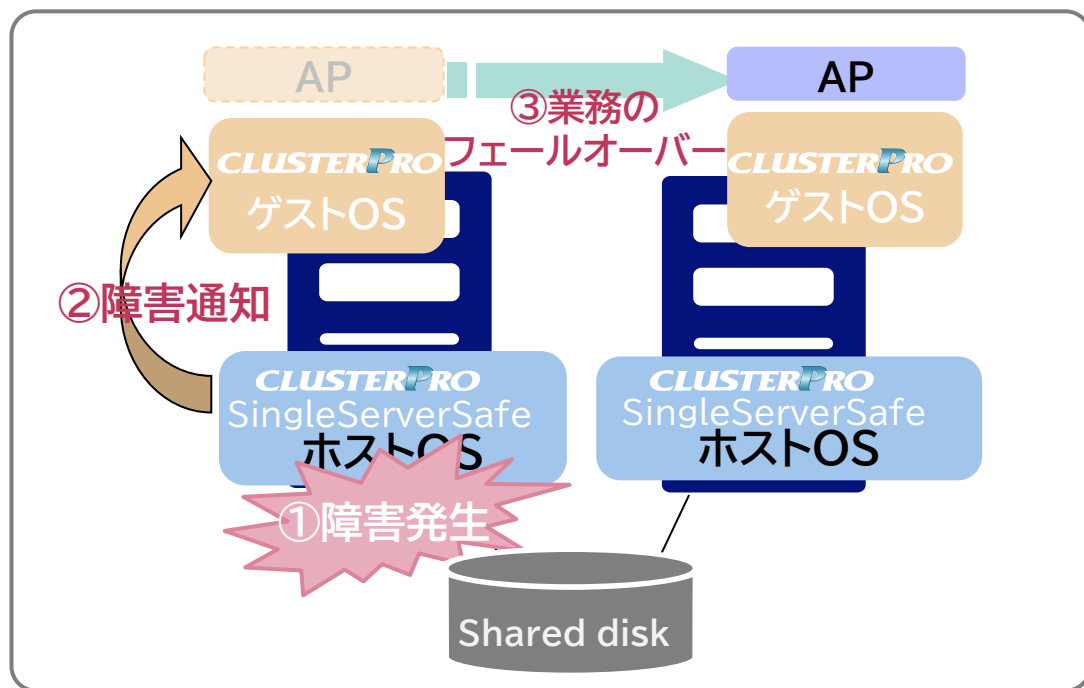 AP
AP
③業務の
フェールオーバー
CLUSTERPRO
ゲストOS
CLUSTERPRO
ゲストOS
②障害通知
CLUSTERPRO
SingleServerSafe
ホストOS
CLUSTERPRO
SingleServerSafe
ホストOS
①障害発生
Shared disk